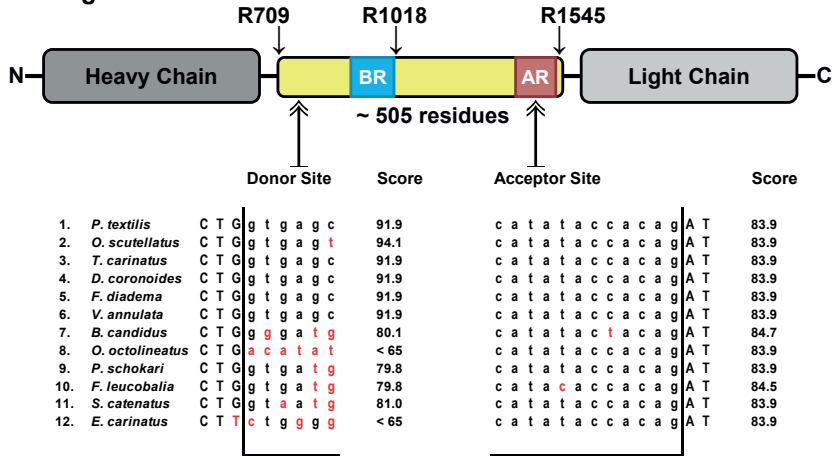 R709 R1018 R1545
N Heavy Chain BR AR Light Chain C
~ 505 residues
Donor Site Score Acceptor Site Score
1. P. textilis C T G g t g a g c 91.9 c a t a t a c c a c a g A T 83.9
2. O. scutellatus C T G g t g a g t 94.1 c a t a t a c c a c a g A T 83.9
3. T. carinatus C T G g t g a g c 91.9 c a t a t a c c a c a g A T 83.9
4. D. coronoides C T G g t g a g c 91.9 c a t a t a c c a c a g A T 83.9
5. F. diadema C T G g t g a g c 91.9 c a t a t a c c a c a g A T 83.9
6. V. annulata C T G g t g a g c 91.9 c a t a t a c c a c a g A T 83.9
7. B. candidus C T G g g g a t g 80.1 c a t a t a c t a c a g A T 84.7
8. O. octolineatus C T G a c a t a t < 65 c a t a t a c c a c a g A T 83.9
9. P. schokari C T G g t g a t g 79.8 c a t a t a c c a c a g A T 83.9
10. F. leucobalia C T G g t g a t g 79.8 c a t a c a c c a c a g A T 84.5
11. S. catenatus C T G g t a a t g 81.0 c a t a t a c c a c a g A T 83.9
12. E. carinatus C T T c t g g g g < 65 c a t a t a c c a c a g A T 83.9